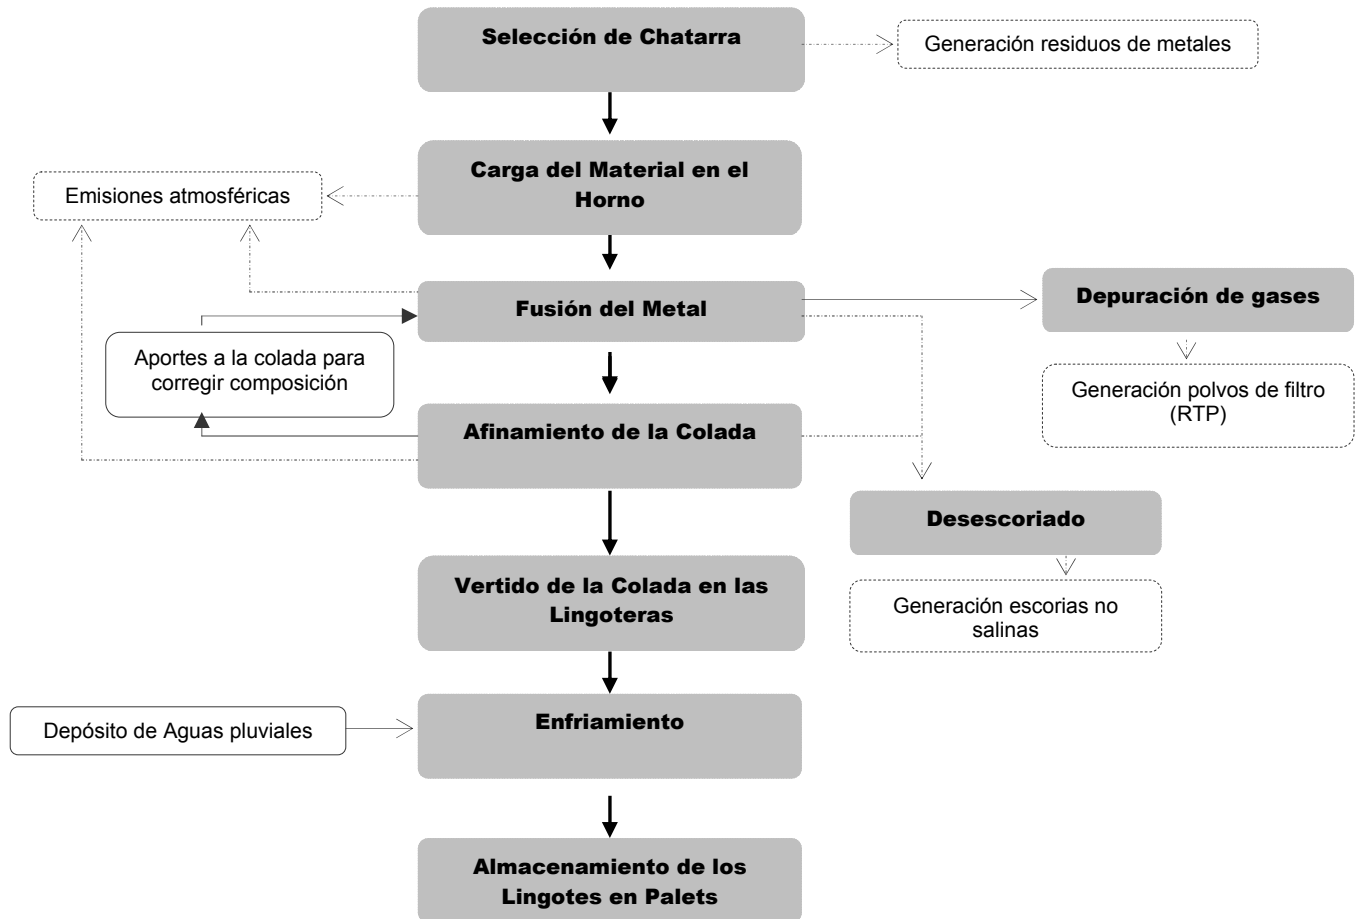 Selección de Chatarra
Generación residuos de metales
Carga del Material en el
Horno
Emisiones atmosféricas
Fusión del Metal
Depuración de gases
Aportes a la colada para
corregir composición
Generación polvos de filtro
(RTP)
Afinamiento de la Colada
Desescoriado
Vertido de la Colada en las
Lingoteras
Generación escorias no
salinas
Enfriamiento
Depósito de Aguas pluviales
Almacenamiento de los
Lingotes en Palets